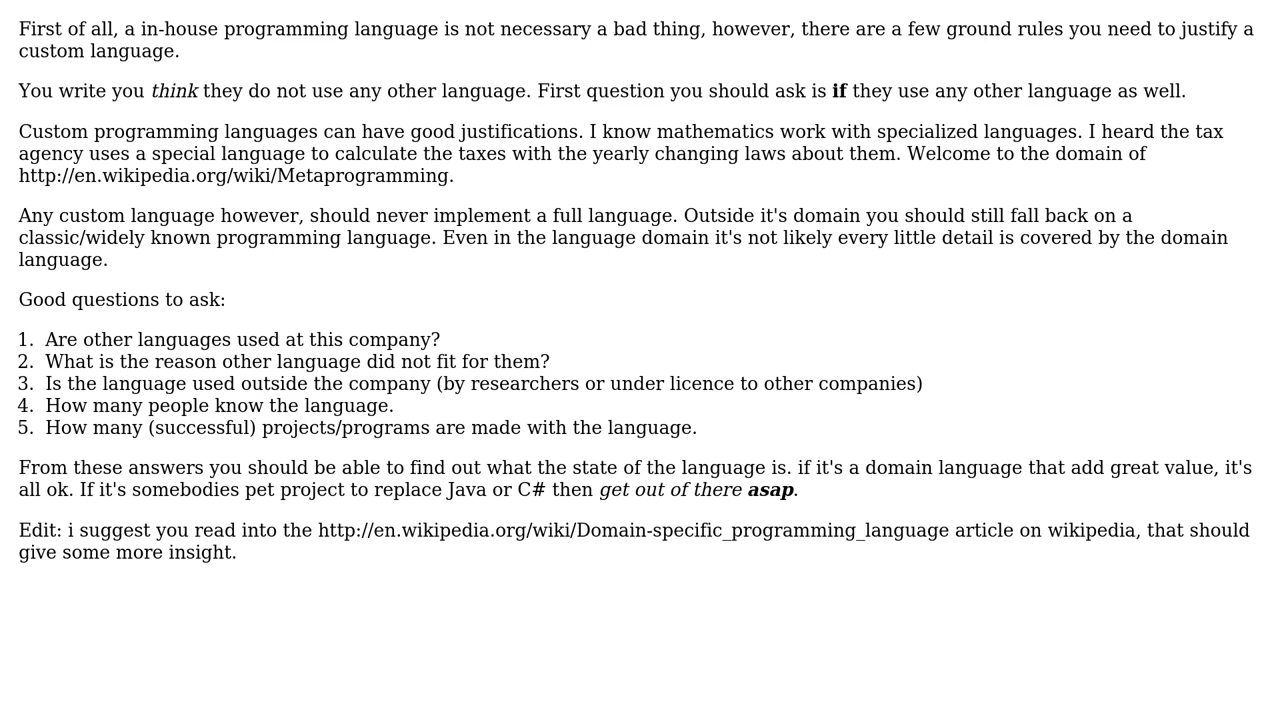 First of all, a in-house programming language is not necessary a bad thing, however, there are a few ground rules you need to justify a
custom language.
You write you think they do not use any other language. First question you should ask is if they use any other language as well.
Custom programming languages can have good justifications. I know mathematics work with specialized languages. I heard the tax
agency uses a special language to calculate the taxes with the yearly changing laws about them. Welcome to the domain of
http://en.wikipedia.org/wiki/Metaprogramming.
Any custom language however, should never implement a full language. Outside it's domain you should still fall back on a
classic/widely known programming language. Even in the language domain it's not likely every little detail is covered by the domain
language.
Good questions to ask:
1. Are other languages used at this company?
2. What is the reason other language did not fit for them?
3. Is the language used outside the company (by researchers or under licence to other companies)
4. How many people know the language.
5. How many (successful) projects/programs are made with the language.
From these answers you should be able to find out what the state of the language is. if it's a domain language that add great value, it's
all ok. If it's somebodies pet project to replace Java or C# then get out of there asap.
Edit: i suggest you read into the http://en.wikipedia.org/wiki/Domain-specific_programming_language article on wikipedia, that should
give some more insight.